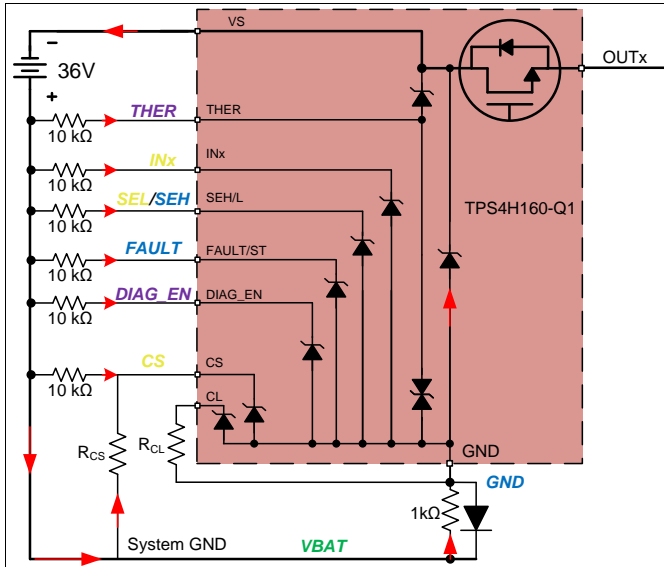 VS
OUTx
−
36V
+
THER
THER
10 kΩ
INx
INx
10 kΩ
SEL/SEH
SEH/L
TPS4H160-Q1
10 kΩ
FAULT
FAULT/ST
10 kΩ
DIAG_EN
DIAG_EN
10 kΩ
CS
CS
10 kΩ
CL
RCS
RCL
GND
GND
1kΩ
System GND
VBAT